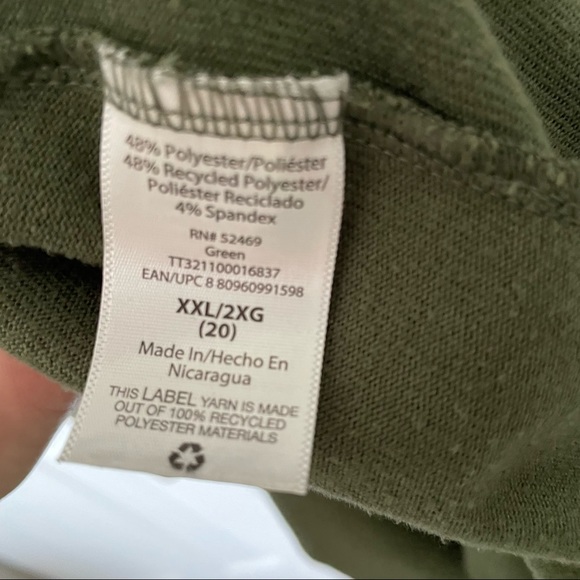 48% Polyester/Poliéster
48% Recycled Polyester/
Poliéster Reciclado
4% Spandex
RN# 52469
Green
TT321100016837
EAN/UPC 8 80960991598
XXL/2XG
(20)
Made In/Hecho En
Nicaragua
THIS LABEL YARN IS MADE
OUT OF 100% RECYCLED
POLYESTER MATERIALS